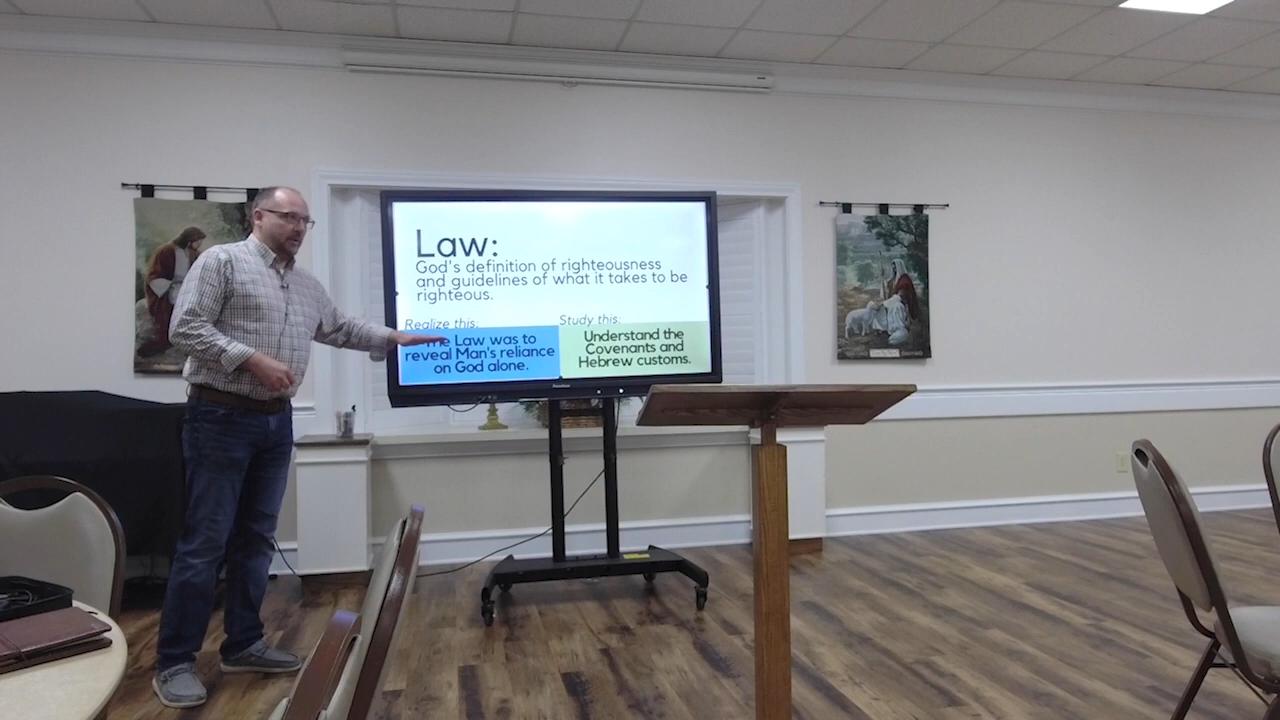 Law:
God's definition of righteousness
and guidelines of what it takes to be
righteous.
Realize this:
Law was to
reveal Man's reliance
on God alone.
Study this:
Understand the
Covenants and
Hebrew customs.